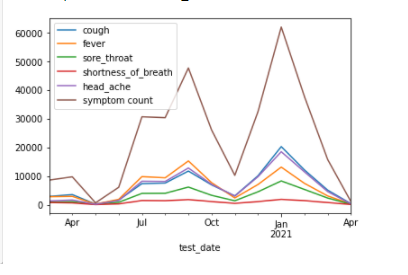 60000
50000
40000
30000
20000
10000
0
cough
fever
sore_throat
shortness_of_breath
head_ache
symptom count
Apr Jul Oct Jan Apr
2021
test_date